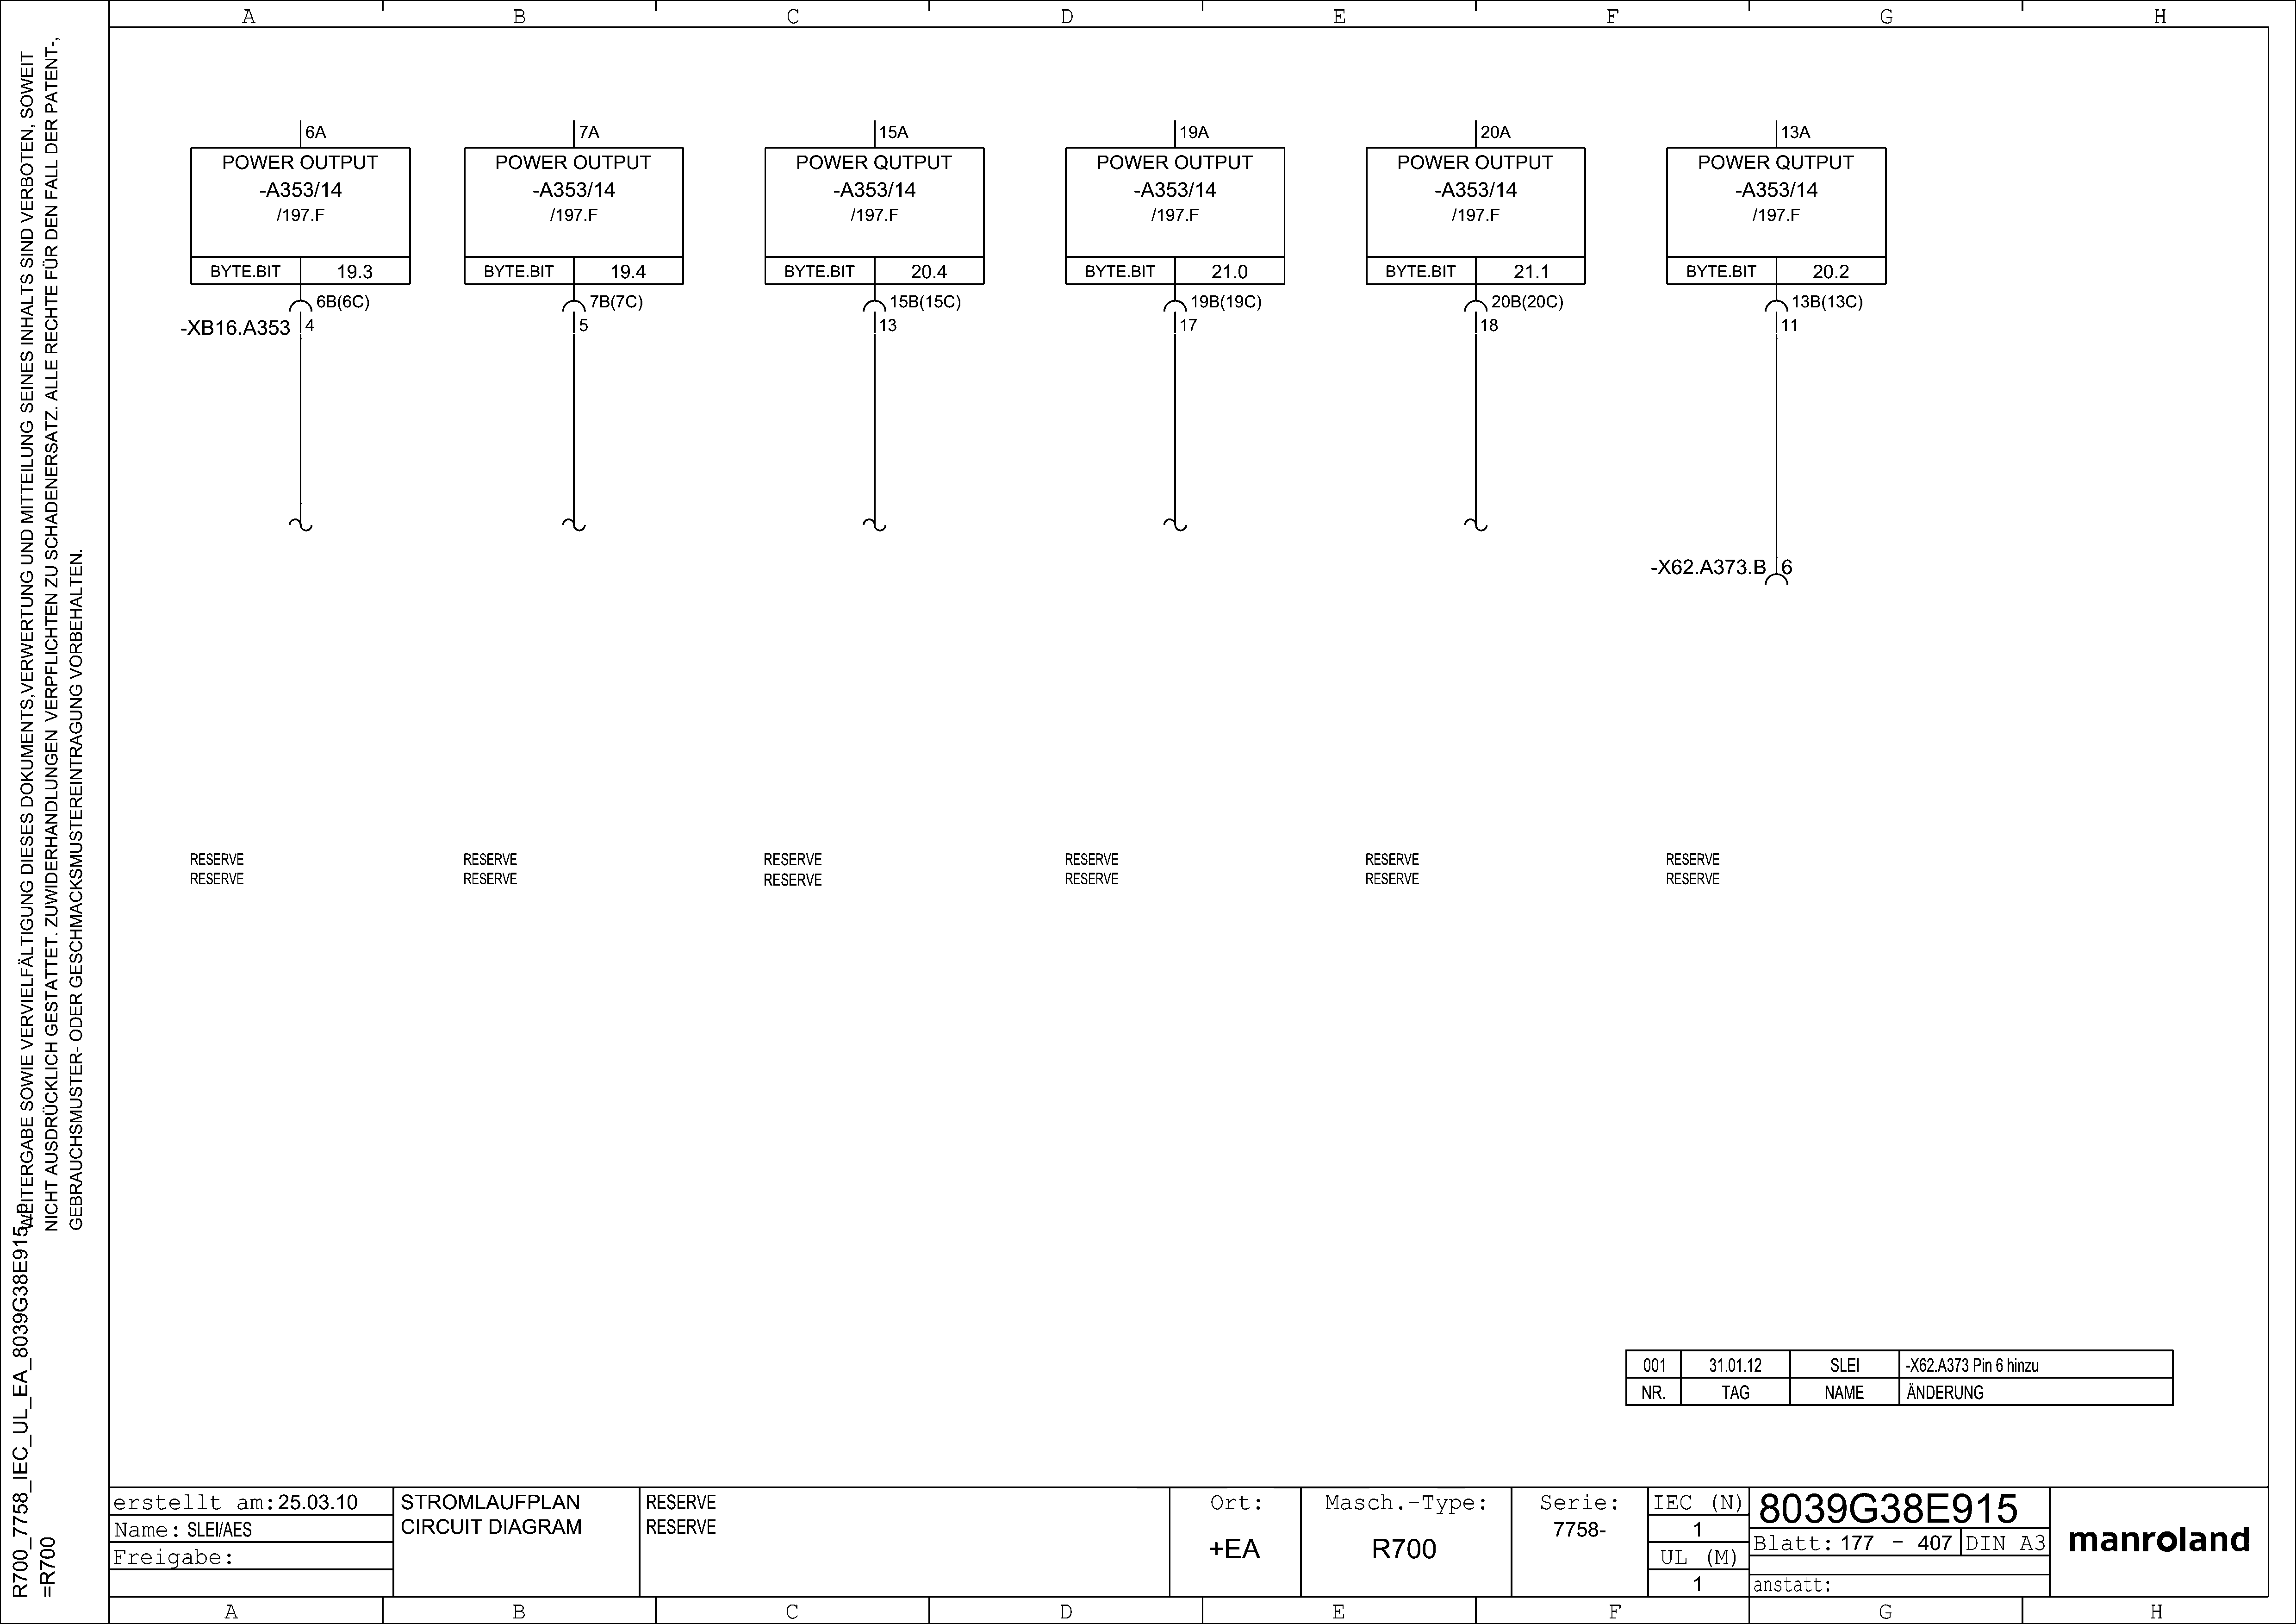 A B C D E F G H
WEITERGABE SOWIE VERVIELFÄLTIGUNG DIESES DOKUMENTS,VERWERTUNG UND MITTEILUNG SEINES INHALTS SIND VERBOTEN, SOWEIT
NICHT AUSDRÜCKLICH GESTATTET. ZUWIDERHANDLUNGEN VERPFLICHTEN ZU SCHADENERSATZ. ALLE RECHTE FÜR DEN FALL DER PATENT-,
GEBRAUCHSMUSTER- ODER GESCHMACKSMUSTEREINTRAGUNG VORBEHALTEN.
R700_7758_IEC_UL_EA_8039G38E915_0
=R700
6A 7A 15A 19A 20A 13A
POWER OUTPUT POWER OUTPUT POWER QUTPUT POWER OUTPUT POWER OUTPUT POWER QUTPUT
-A353/14 -A353/14 -A353/14 -A353/14 -A353/14 -A353/14
/197.F /197.F /197.F /197.F /197.F /197.F
BYTE.BIT 19.3 BYTE.BIT 19.4 BYTE.BIT 20.4 BYTE.BIT 21.0 BYTE.BIT 21.1 BYTE.BIT 20.2
6B(6C) 7B(7C) 15B(15C) 19B(19C) 20B(20C) 13B(13C)
-XB16.A353 4 5 13 17 18 11
-X62.A373.B 6
RESERVE RESERVE RESERVE RESERVE RESERVE RESERVE
RESERVE RESERVE RESERVE RESERVE RESERVE RESERVE
001 31.01.12 SLEI -X62.A373 Pin 6 hinzu
NR. TAG NAME ÄNDERUNG
erstellt am: 25.03.10
Name: SLEI/AES
Freigabe:
STROMLAUFPLAN
CIRCUIT DIAGRAM
RESERVE
RESERVE
Ort:
+EA
Masch.-Type:
R700
Serie:
7758-
IEC (N)
1
UL (M)
1
8039G38E915
Blatt: 177 - 407 DIN A3
anstatt:
manroland
A B C D E F G H